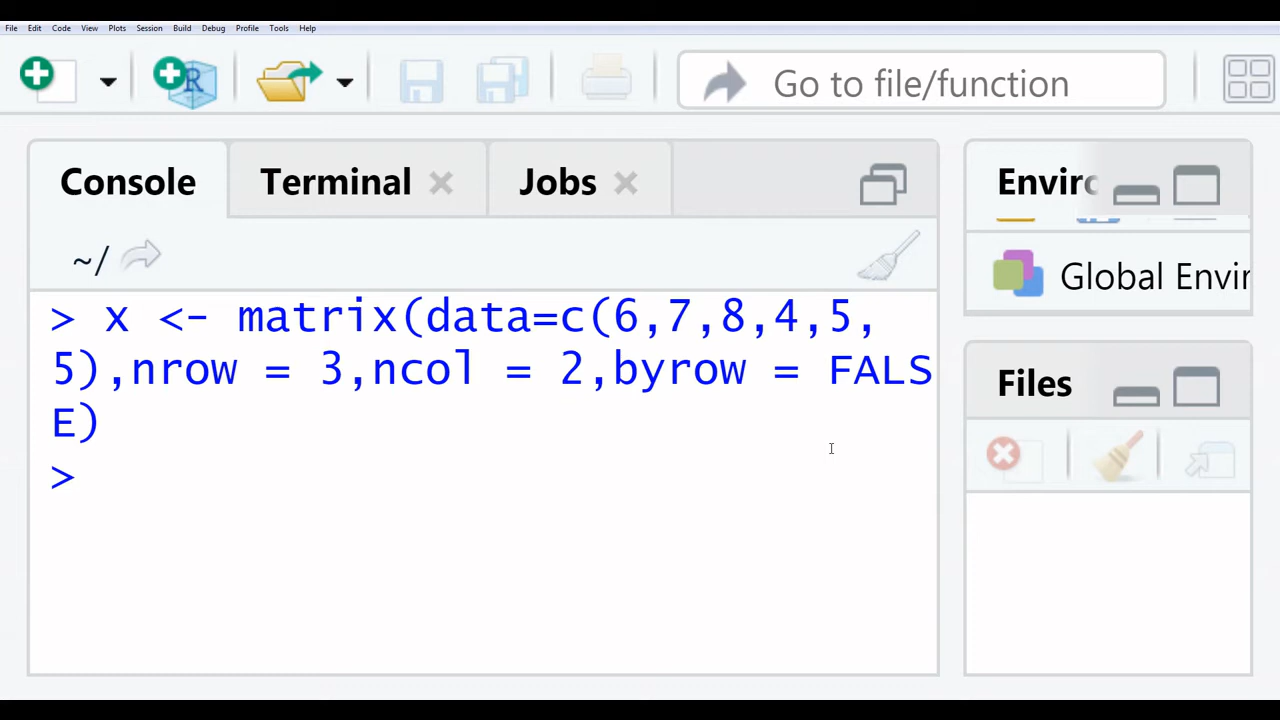 File Edit Code View Plots Session Build Debug Profile Tools Help
Go to file/function
Console Terminal Jobs
~/
> x <- matrix(data=c(6,7,8,4,5,
5),nrow = 3,ncol = 2,byrow = FALS
E)
>
Enviro
Global Envir
Files